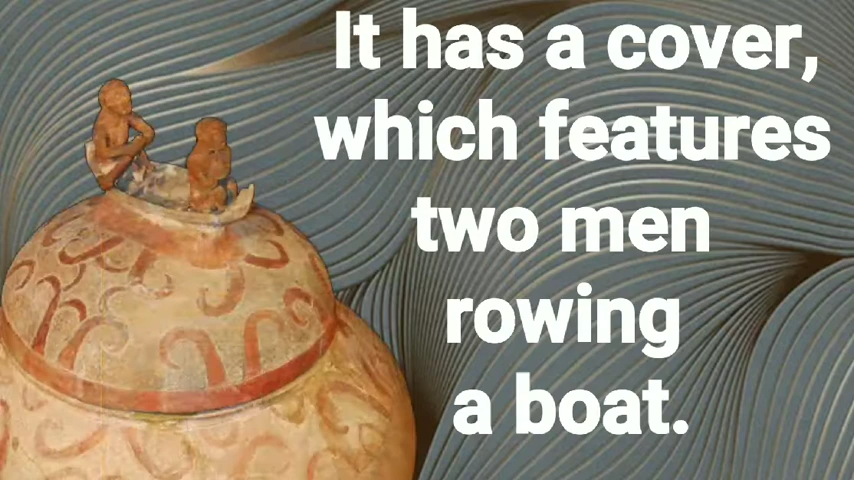 It has a cover,
which features
two men
rowing
a boat.